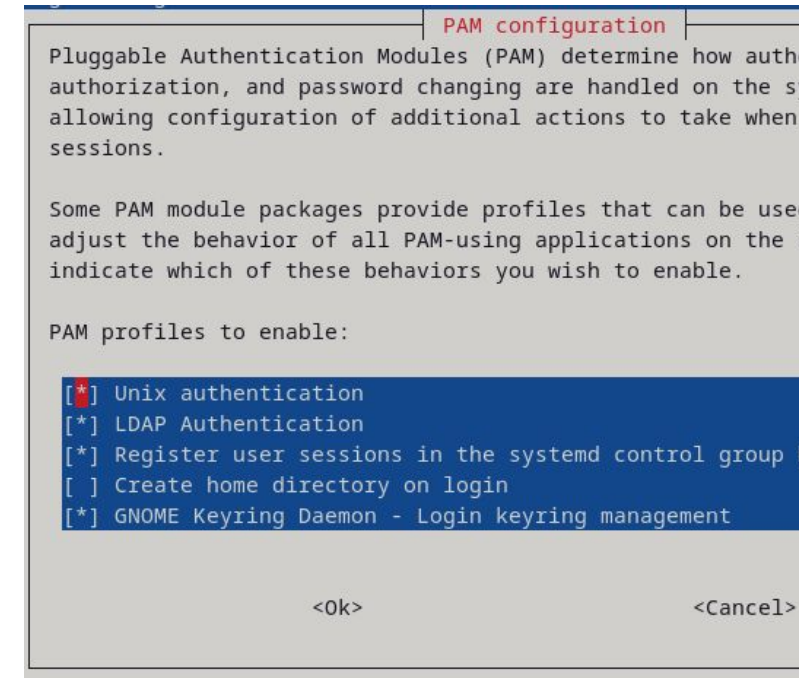 PAM configuration
Pluggable Authentication Modules (PAM) determine how
authorization, and password changing are handled on the
allowing configuration of additional actions to take when
sessions.
Some PAM module packages provide profiles that can be
adjust the behavior of all PAM-using applications on the
indicate which of these behaviors you wish to enable.
PAM profiles to enable:
[*] Unix authentication
[*] LDAP Authentication
[*] Register user sessions in the systemd control group
[ ] Create home directory on login
[*] GNOME Keyring Daemon - Login keyring management
<Ok> <Cancel>